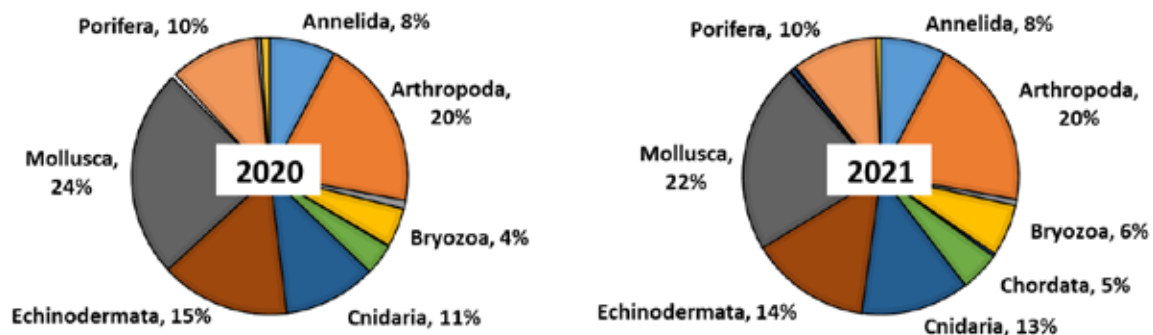 Porifera, 10%
Annelida, 8%
Arthropoda,
20%
Mollusca,
24%
2020
Bryozoa, 4%
Echinodermata, 15%
Cnidaria, 11%
Porifera, 10%
Annelida, 8%
Arthropoda,
20%
Mollusca,
22%
2021
Bryozoa, 6%
Chordata, 5%
Echinodermata, 14%
Cnidaria, 13%